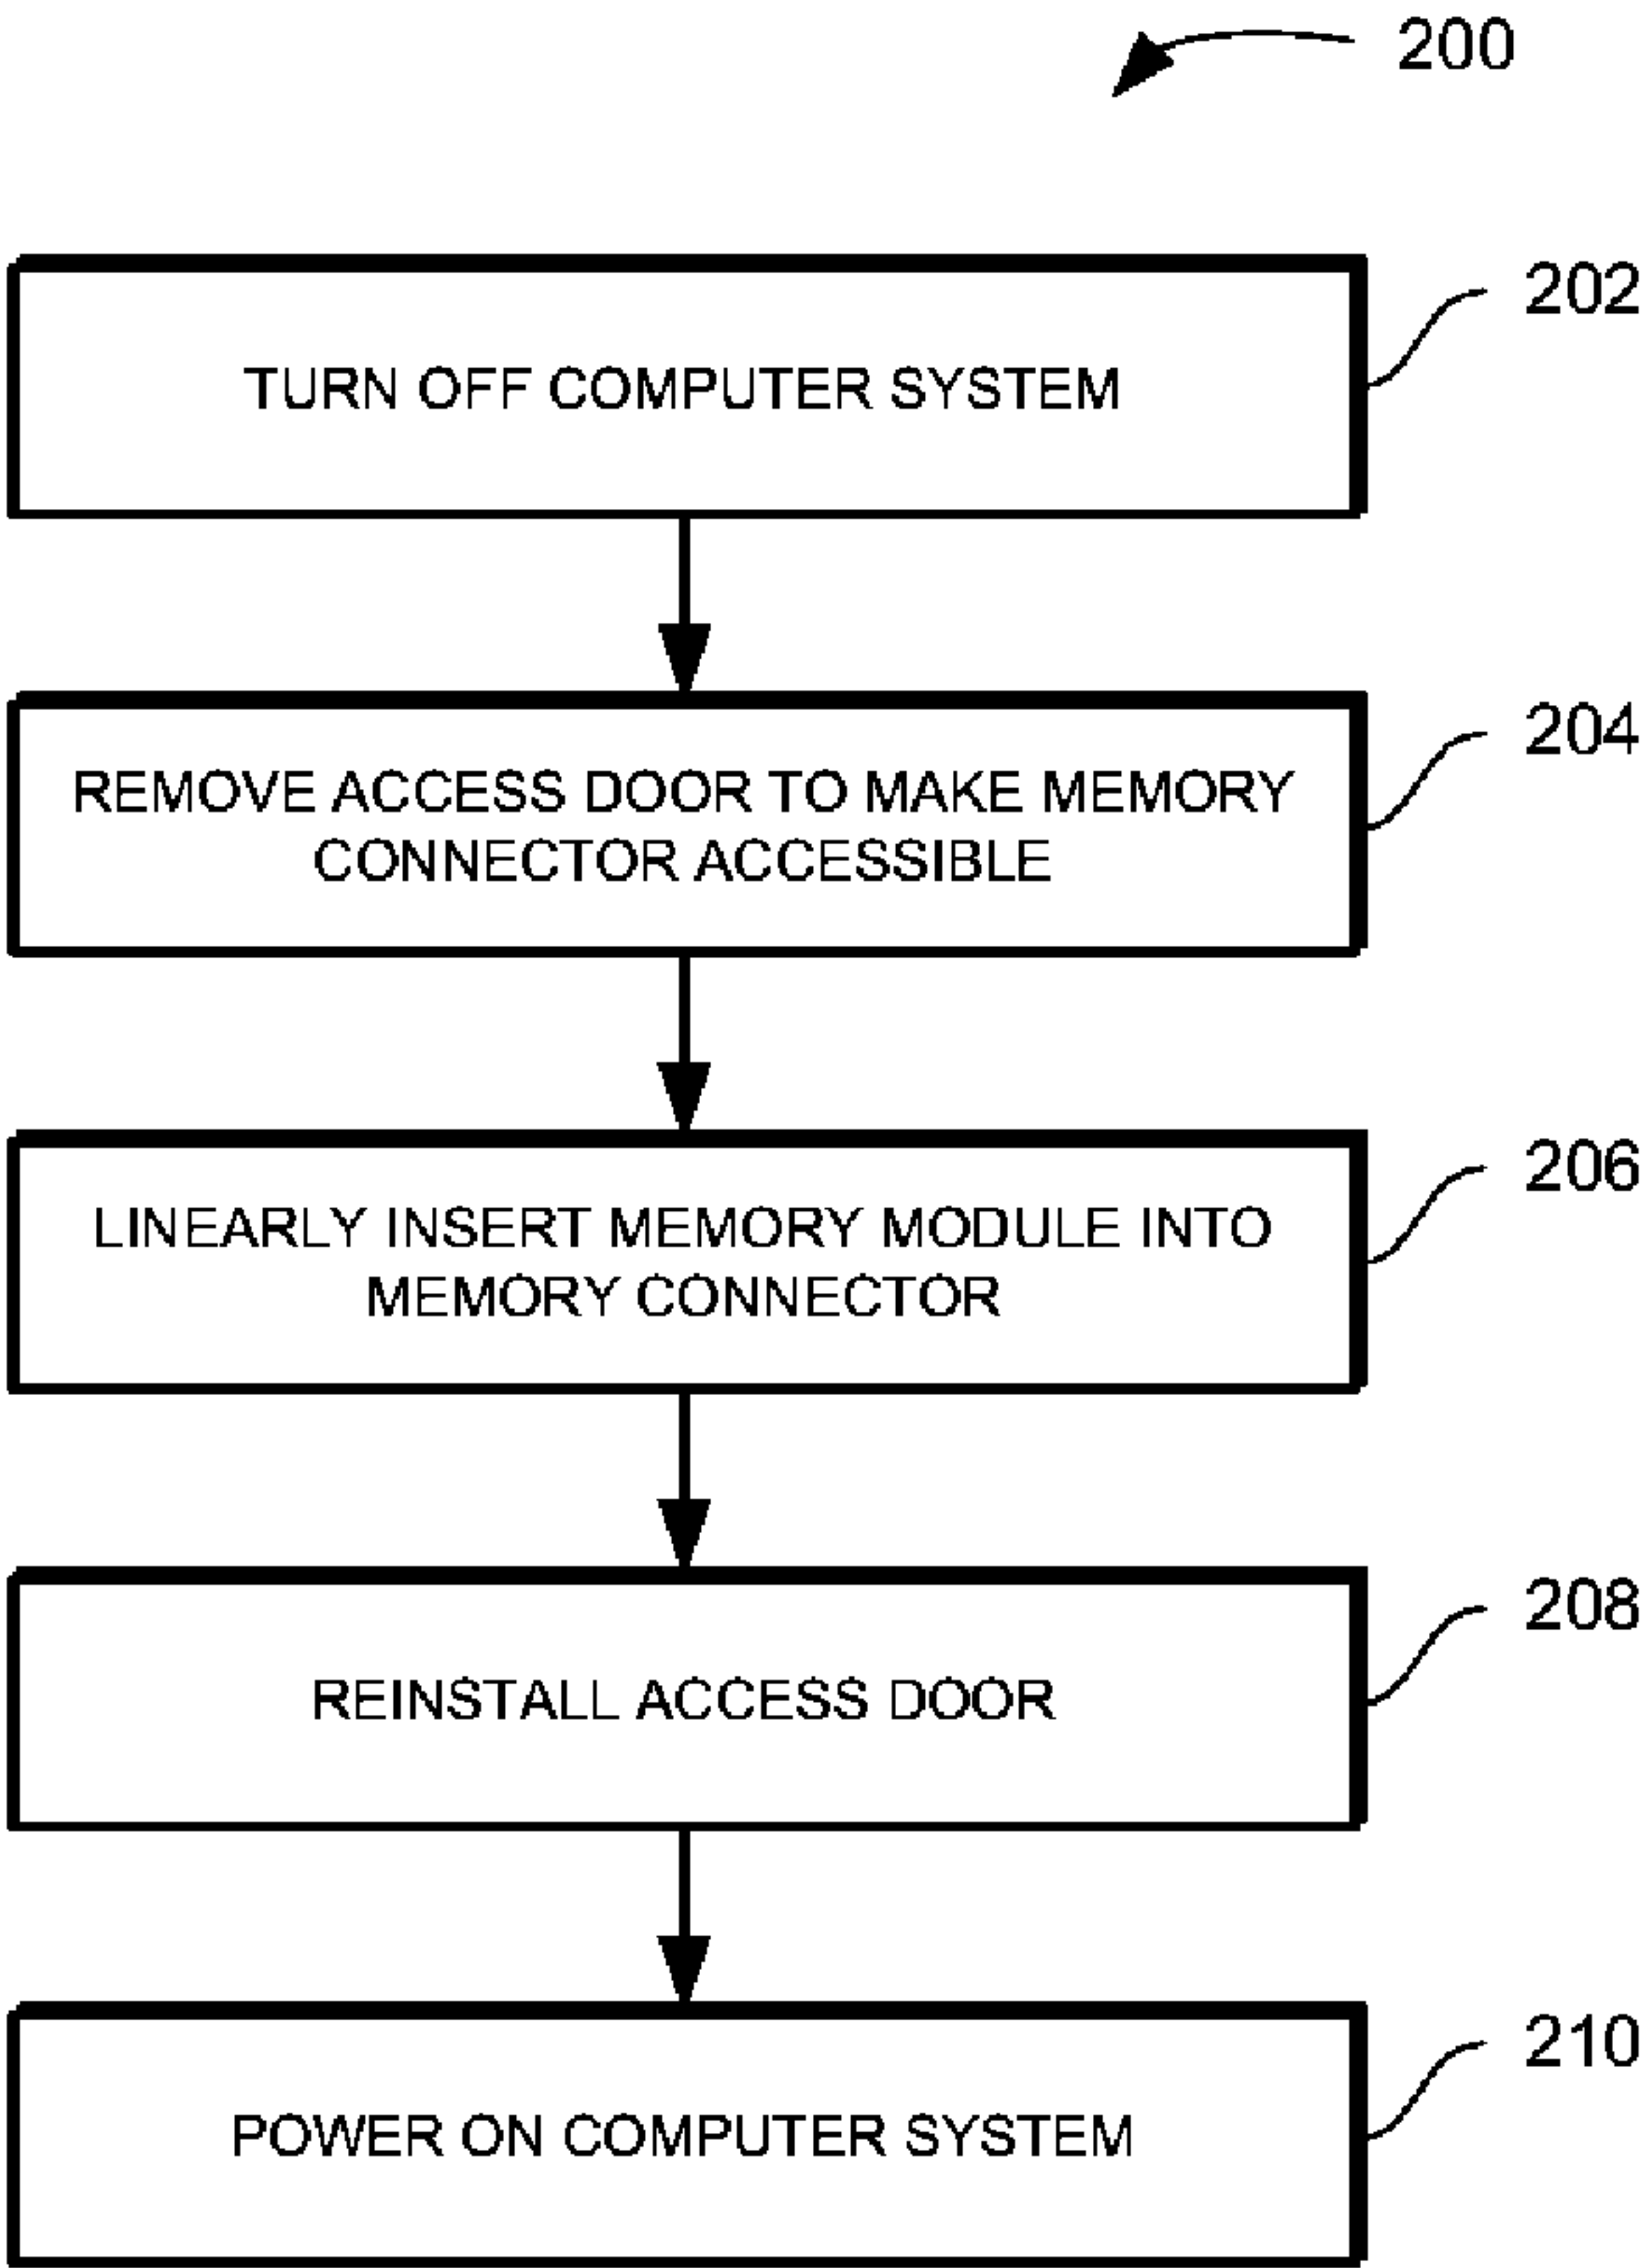 200
202
TURN OFF COMPUTER SYSTEM
204
REMOVE ACCESS DOOR TO MAKE MEMORY
CONNECTOR ACCESSIBLE
206
LINEARLY INSERT MEMORY MODULE INTO
MEMORY CONNECTOR
208
REINSTALL ACCESS DOOR
210
POWER ON COMPUTER SYSTEM